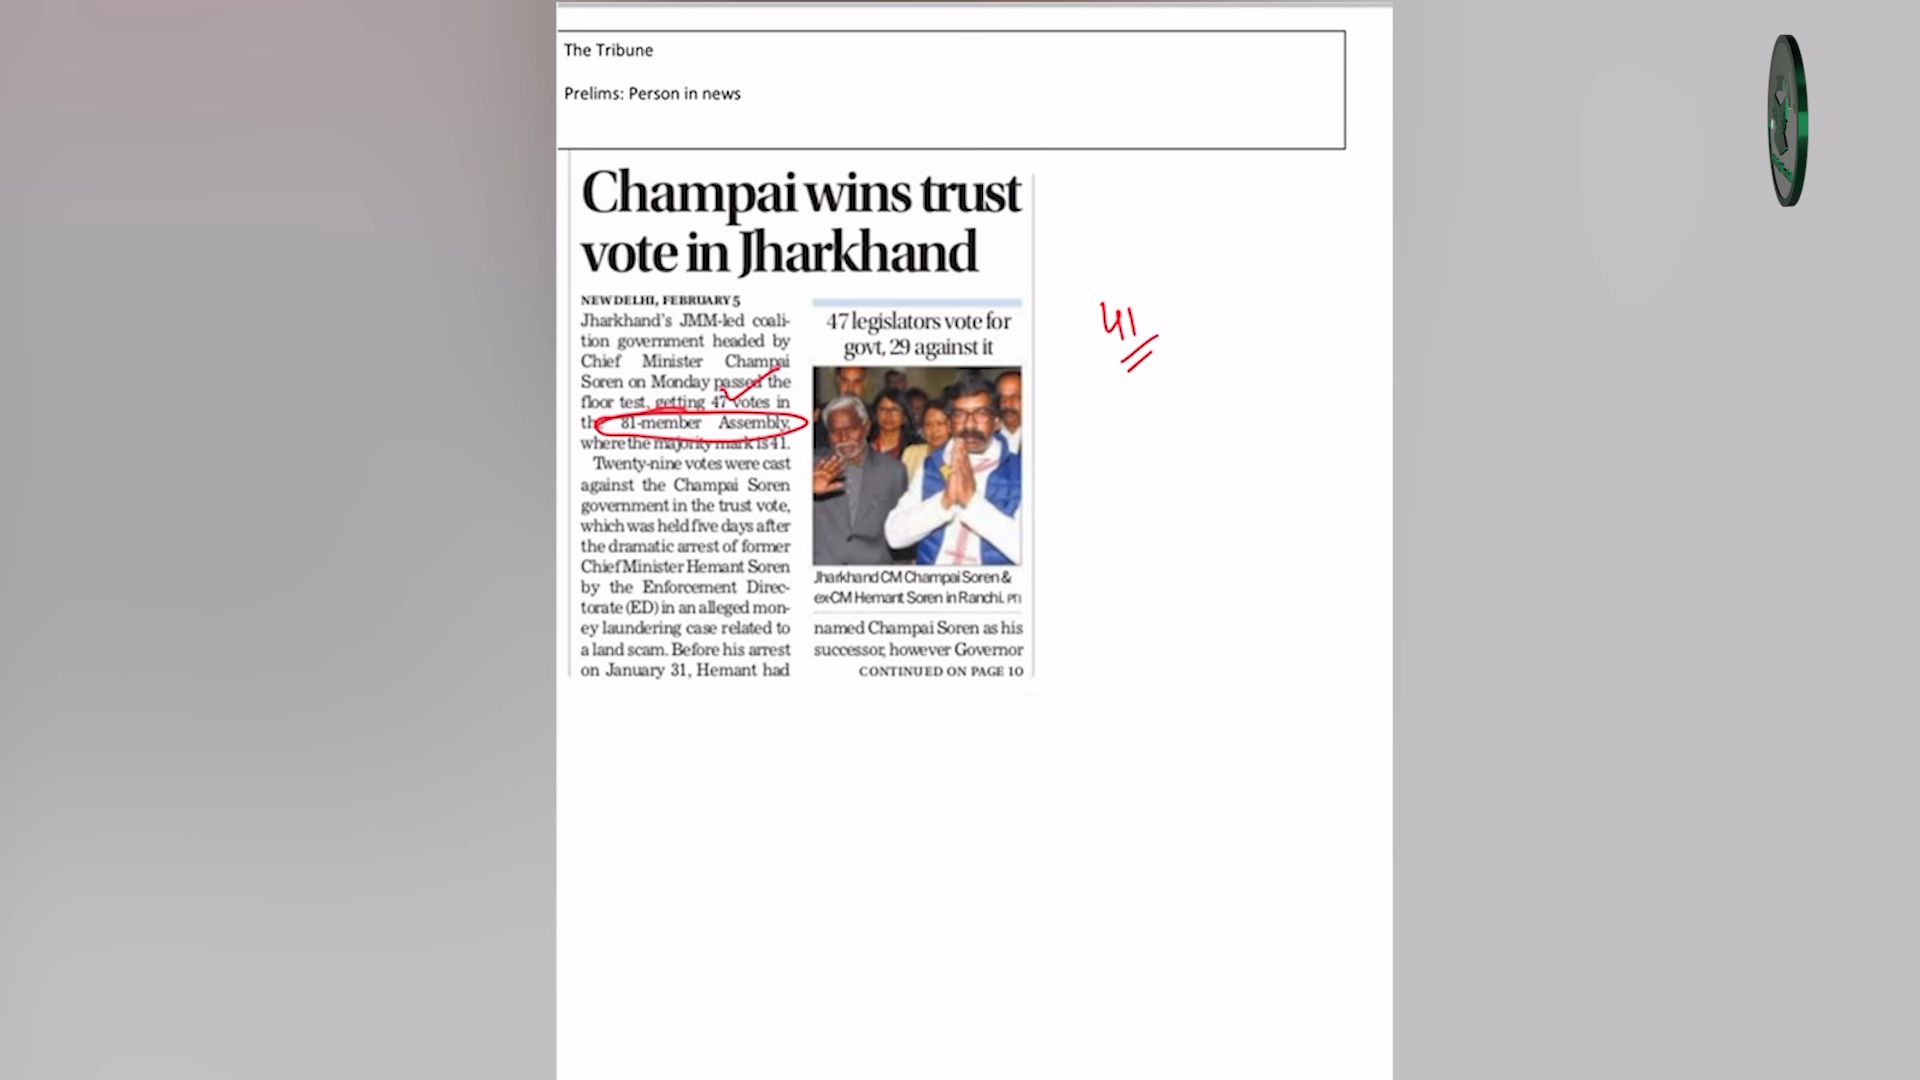 The Tribune
Prelims: Person in news
Champai wins trust
vote in Jharkhand
NEW DELHI, FEBRUARY 5
Jharkhand's JMM-led coali-
tion government headed by
Chief Minister Champai
Soren on Monday passed the
floor test, getting 47 votes in
the 81-member Assembly,
where the majority mark is 41.
Twenty-nine votes were cast
against the Champai Soren
government in the trust vote,
which was held five days after
the dramatic arrest of former
Chief Minister Hemant Soren
by the Enforcement Direc-
torate (ED) in an alleged mon-
ey laundering case related to
a land scam. Before his arrest
on January 31, Hemant had
47 legislators vote for
govt, 29 against it
Jharkhand CM Champai Soren &
ex-CM Hemant Soren in Ranchi. PTI
named Champai Soren as his
successor, however Governor
CONTINUED ON PAGE 10
41